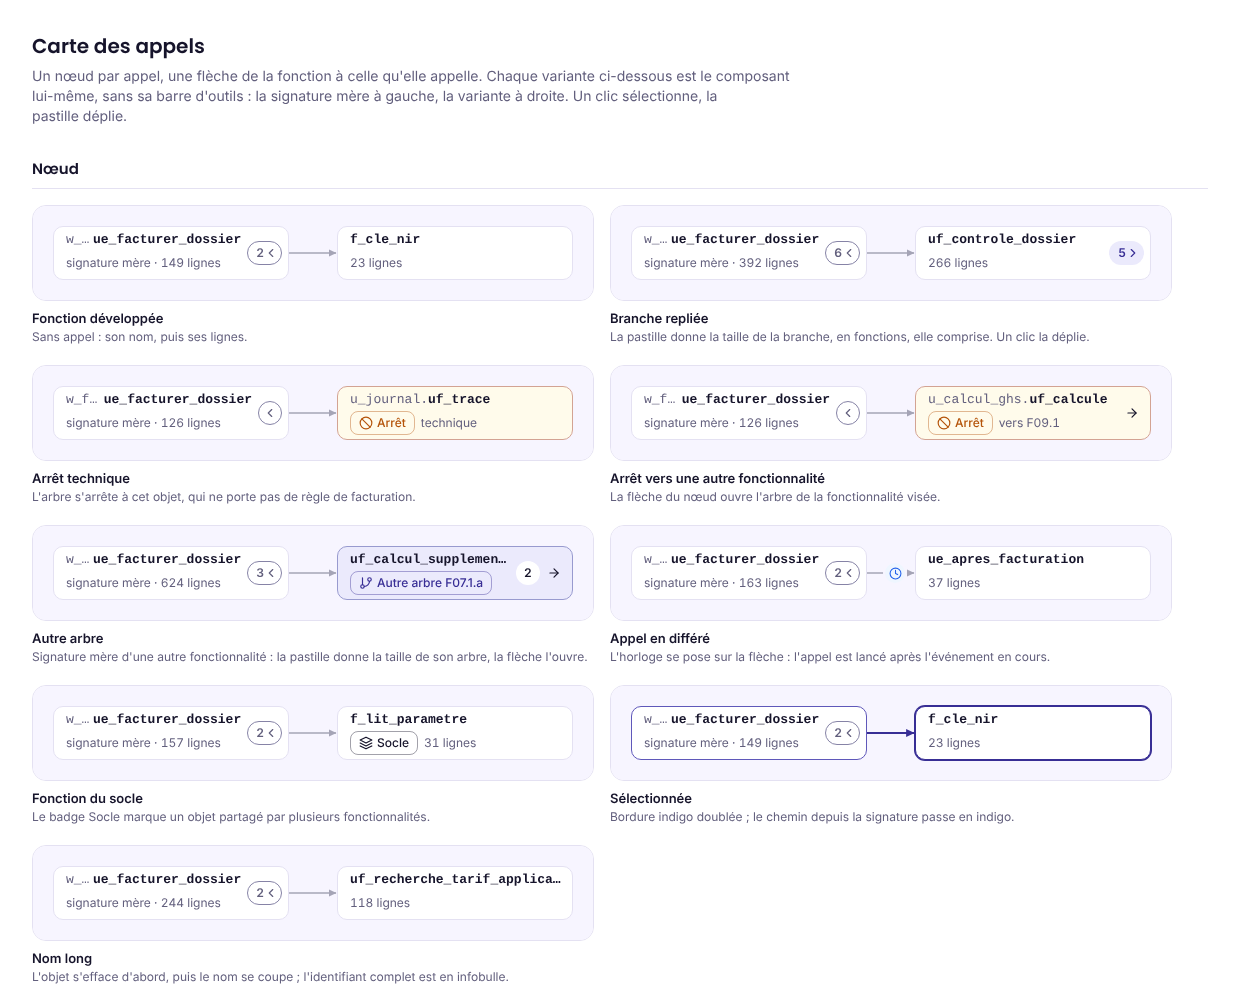 Carte des appels
Un nœud par appel, une flèche de la fonction à celle qu'elle appelle. Chaque variante ci-dessous est le composant
lui-même, sans sa barre d'outils : la signature mère à gauche, la variante à droite. Un clic sélectionne, la
pastille déplie.
Nœud
w_… ue_facturer_dossier
signature mère · 149 lignes
2
f_cle_nir
23 lignes
Fonction développée
Sans appel : son nom, puis ses lignes.
w_… ue_facturer_dossier
signature mère · 392 lignes
6
uf_controle_dossier
266 lignes
5
Branche repliée
La pastille donne la taille de la branche, en fonctions, elle comprise. Un clic la déplie.
w_f… ue_facturer_dossier
signature mère · 126 lignes
u_journal.uf_trace
Arrêt technique
Arrêt technique
L'arbre s'arrête à cet objet, qui ne porte pas de règle de facturation.
w_f… ue_facturer_dossier
signature mère · 126 lignes
u_calcul_ghs.uf_calcule
Arrêt vers F09.1
Arrêt vers une autre fonctionnalité
La flèche du nœud ouvre l'arbre de la fonctionnalité visée.
w_… ue_facturer_dossier
signature mère · 624 lignes
3
uf_calcul_supplemen…
Autre arbre F07.1.a
2
Autre arbre
Signature mère d'une autre fonctionnalité : la pastille donne la taille de son arbre, la flèche l'ouvre.
w_… ue_facturer_dossier
signature mère · 163 lignes
2
ue_apres_facturation
37 lignes
Appel en différé
L'horloge se pose sur la flèche : l'appel est lancé après l'événement en cours.
w_… ue_facturer_dossier
signature mère · 157 lignes
2
f_lit_parametre
Socle 31 lignes
Fonction du socle
Le badge Socle marque un objet partagé par plusieurs fonctionnalités.
w_… ue_facturer_dossier
signature mère · 149 lignes
2
f_cle_nir
23 lignes
Sélectionnée
Bordure indigo doublée ; le chemin depuis la signature passe en indigo.
w_… ue_facturer_dossier
signature mère · 244 lignes
2
uf_recherche_tarif_applica…
118 lignes
Nom long
L'objet s'efface d'abord, puis le nom se coupe ; l'identifiant complet est en infobulle.